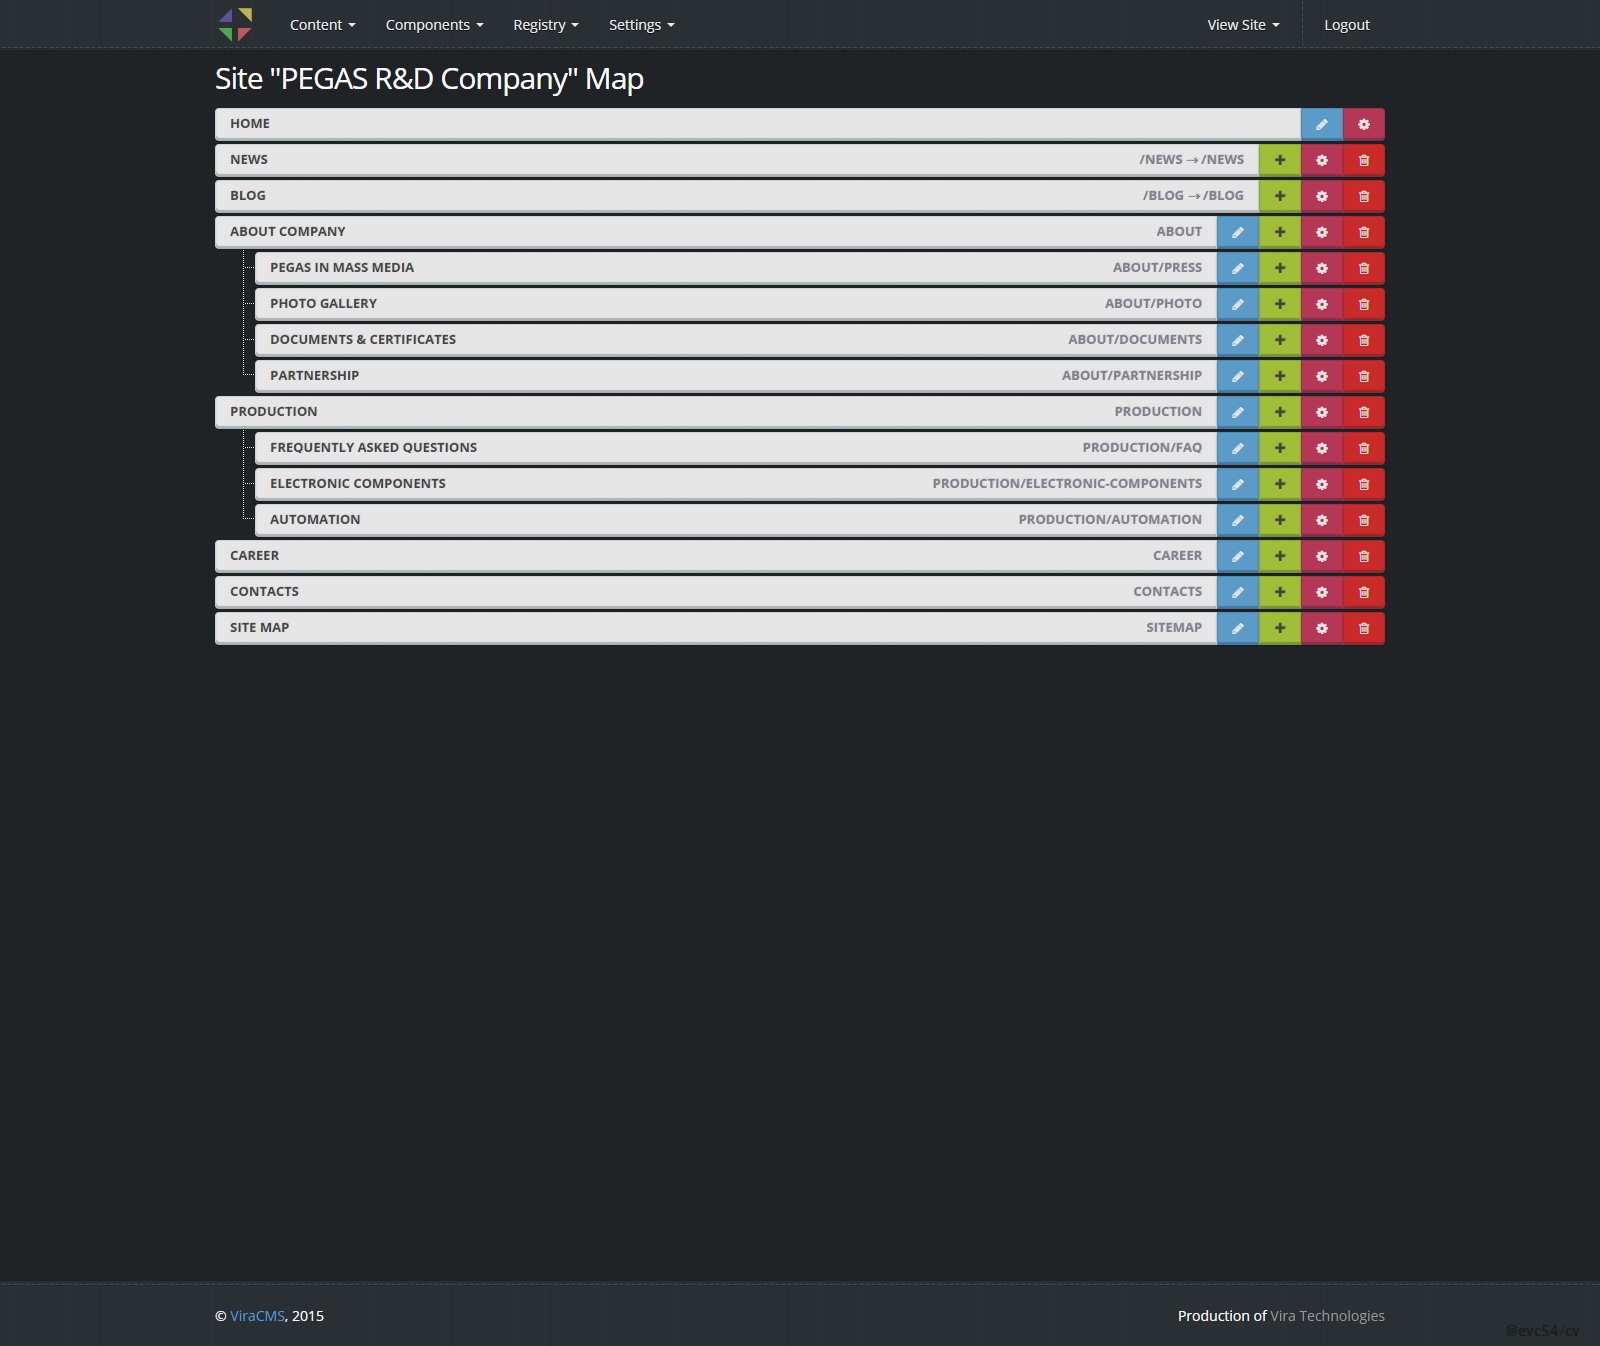 Content Components Registry Settings View Site Logout
Site "PEGAS R&D Company" Map
HOME
NEWS /NEWS → /NEWS
BLOG /BLOG → /BLOG
ABOUT COMPANY ABOUT
PEGAS IN MASS MEDIA ABOUT/PRESS
PHOTO GALLERY ABOUT/PHOTO
DOCUMENTS & CERTIFICATES ABOUT/DOCUMENTS
PARTNERSHIP ABOUT/PARTNERSHIP
PRODUCTION PRODUCTION
FREQUENTLY ASKED QUESTIONS PRODUCTION/FAQ
ELECTRONIC COMPONENTS PRODUCTION/ELECTRONIC-COMPONENTS
AUTOMATION PRODUCTION/AUTOMATION
CAREER CAREER
CONTACTS CONTACTS
SITE MAP SITEMAP
© ViraCMS, 2015 Production of Vira Technologies
@evc54/cv